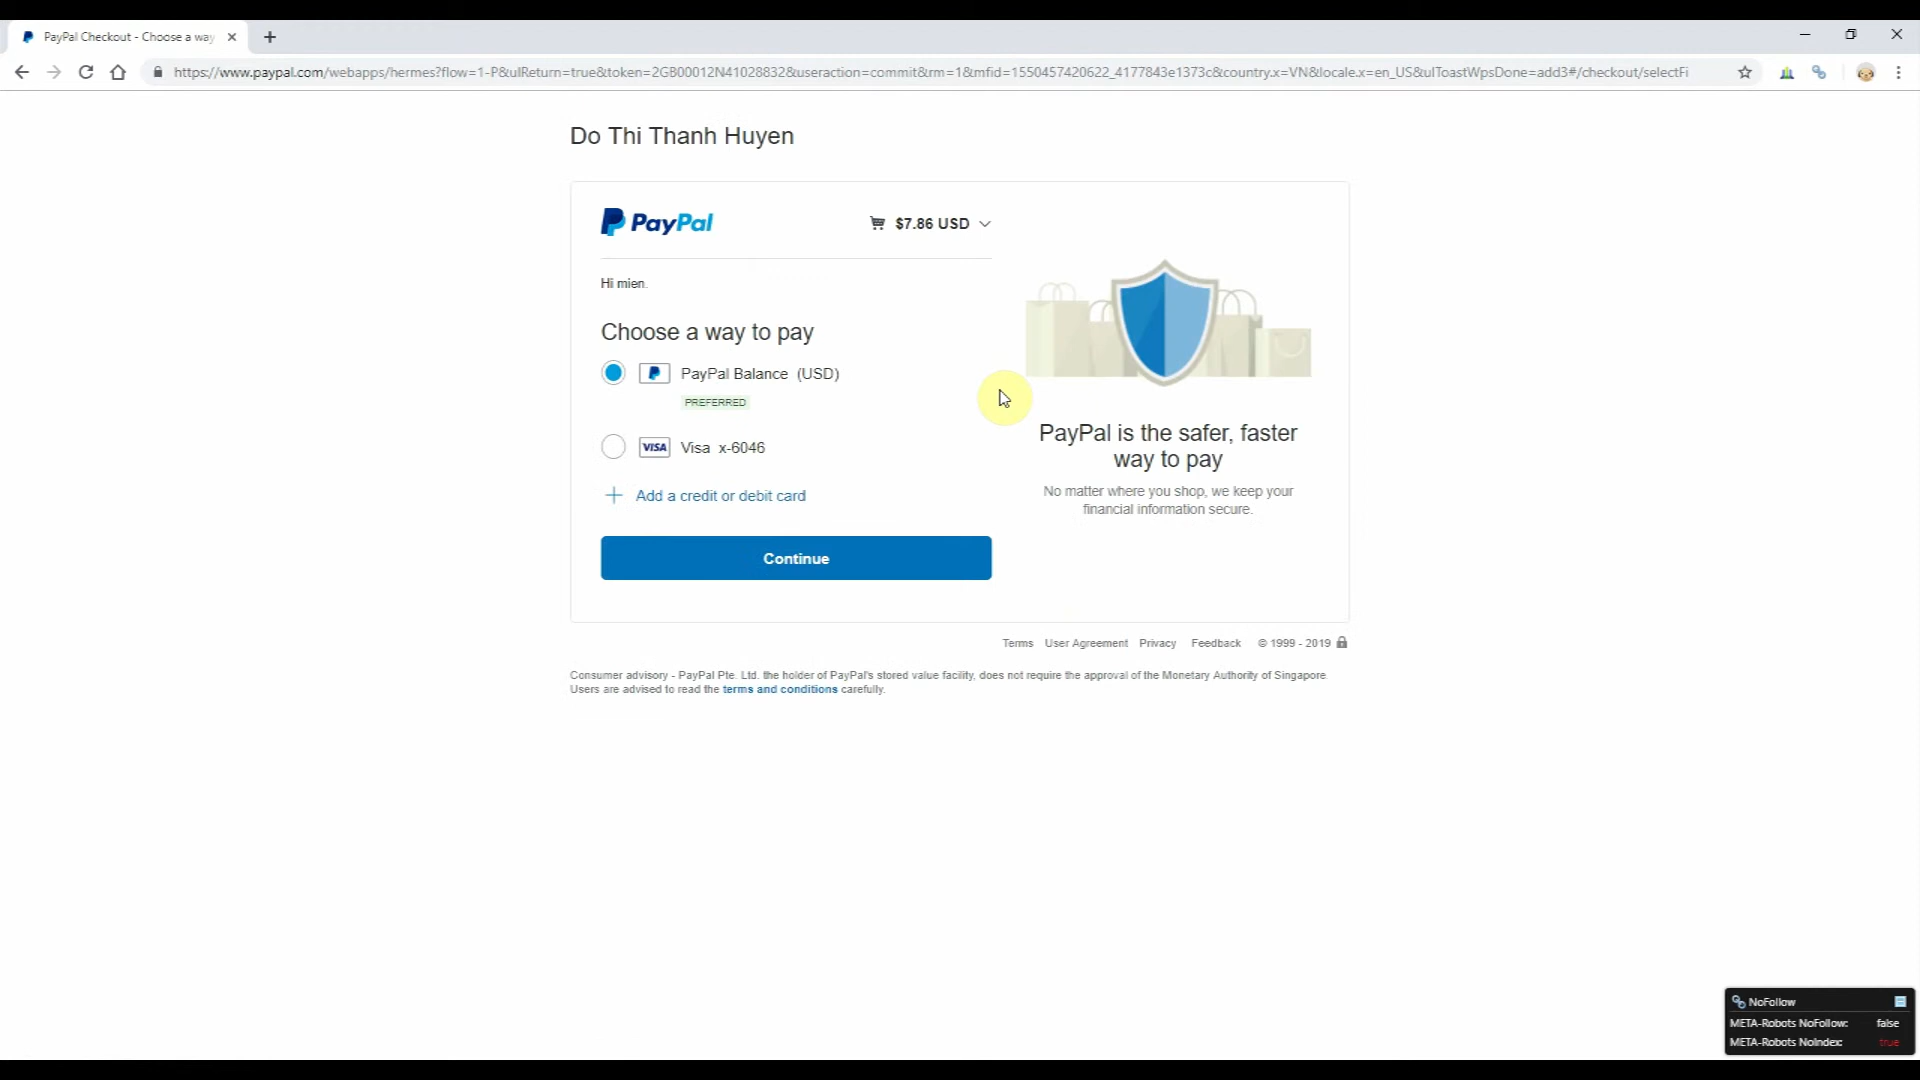 PayPal Checkout - Choose a way
https://www.paypal.com/webapps/hermes?flow=1-P&ulReturn=true&token=2GB00012N41028832&useraction=commit&rm=1&mfid=1550457420622_4177843e1373c&country.x=VN&locale.x=en_US&ulToastWpsDone=add3#/checkout/selectFi
Do Thi Thanh Huyen
PayPal
$7.86 USD
Hi mien.
Choose a way to pay
PayPal Balance (USD)
PREFERRED
VISA Visa x-6046
Add a credit or debit card
Continue
PayPal is the safer, faster
way to pay
No matter where you shop, we keep your
financial information secure.
Terms User Agreement Privacy Feedback © 1999 - 2019
Consumer advisory - PayPal Pte. Ltd. the holder of PayPal's stored value facility, does not require the approval of the Monetary Authority of Singapore.
Users are advised to read the terms and conditions carefully.
NoFollow
META-Robots NoFollow: false
META-Robots NoIndex: true